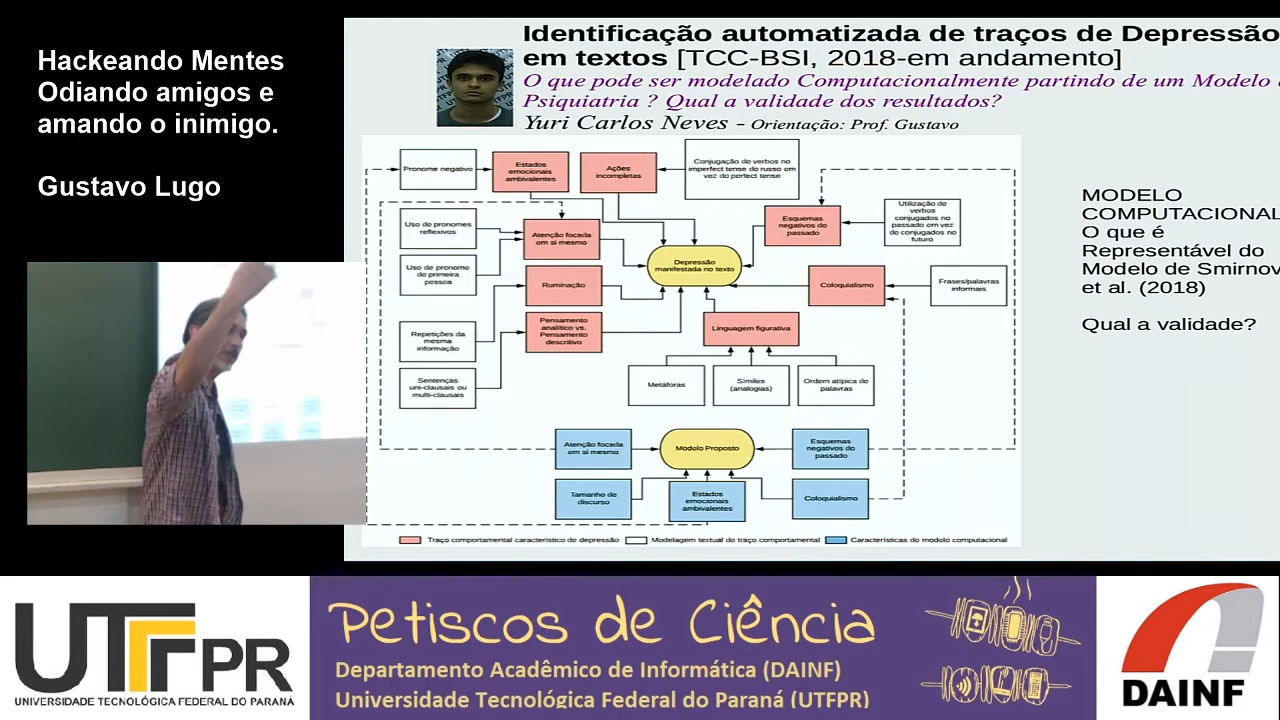 Hackeando Mentes
Odiando amigos e
amando o inimigo.
Gustavo Lugo
Identificação automatizada de traços de Depressão
em textos [TCC-BSI, 2018-em andamento]
O que pode ser modelado Computacionalmente partindo de um Modelo
Psiquiatria ? Qual a validade dos resultados?
Yuri Carlos Neves - Orientação: Prof. Gustavo
Pronome negativo
Estados
emocionais
ambivalentes
Ações
incompletas
Conjugação de verbos no
imperfect tense do russo em
vez do perfect tense
Uso de pronomes
reflexivos
Atenção focada
em si mesmo
Esquemas
negativos do
passado
Utilização de
verbos
conjugados no
passado em vez
de conjugados no
futuro
Uso de pronome
de primeira
pessoa
Depressão
manifestada no texto
Ruminação
Coloquialismo
Frases/palavras
informais
Repetições da
mesma
informação
Pensamento
analítico vs.
Pensamento
descritivo
Linguagem figurativa
Sentenças
uni-clausais ou
multi-clausais
Metáforas
Símiles
(analogias)
Ordem atípica de
palavras
Atenção focada
em si mesmo
Modelo Proposto
Esquemas
negativos do
passado
Tamanho de
discurso
Estados
emocionais
ambivalentes
Coloquialismo
Traço comportamental característico de depressão
Modelagem textual do traço comportamental
Características do modelo computacional
MODELO
COMPUTACIONAL
O que é
Representável do
Modelo de Smirnov
et al. (2018)
Qual a validade?
UTFPR
UNIVERSIDADE TECNOLÓGICA FEDERAL DO PARANÁ
Petiscos de Ciência
Departamento Acadêmico de Informática (DAINF)
Universidade Tecnológica Federal do Paraná (UTFPR)
DAINF